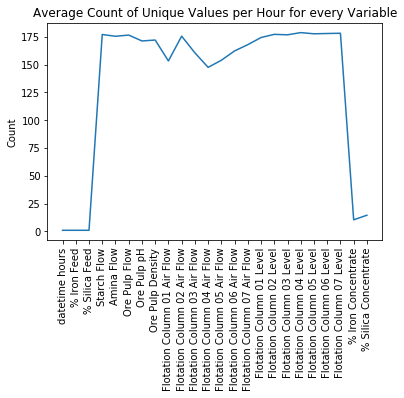 Average Count of Unique Values per Hour for every Variable
Count
175
150
125
100
75
50
25
0
datetime hours
% Iron Feed
% Silica Feed
Starch Flow
Amina Flow
Ore Pulp Flow
Ore Pulp pH
Ore Pulp Density
Flotation Column 01 Air Flow
Flotation Column 02 Air Flow
Flotation Column 03 Air Flow
Flotation Column 04 Air Flow
Flotation Column 05 Air Flow
Flotation Column 06 Air Flow
Flotation Column 07 Air Flow
Flotation Column 01 Level
Flotation Column 02 Level
Flotation Column 03 Level
Flotation Column 04 Level
Flotation Column 05 Level
Flotation Column 06 Level
Flotation Column 07 Level
% Iron Concentrate
% Silica Concentrate